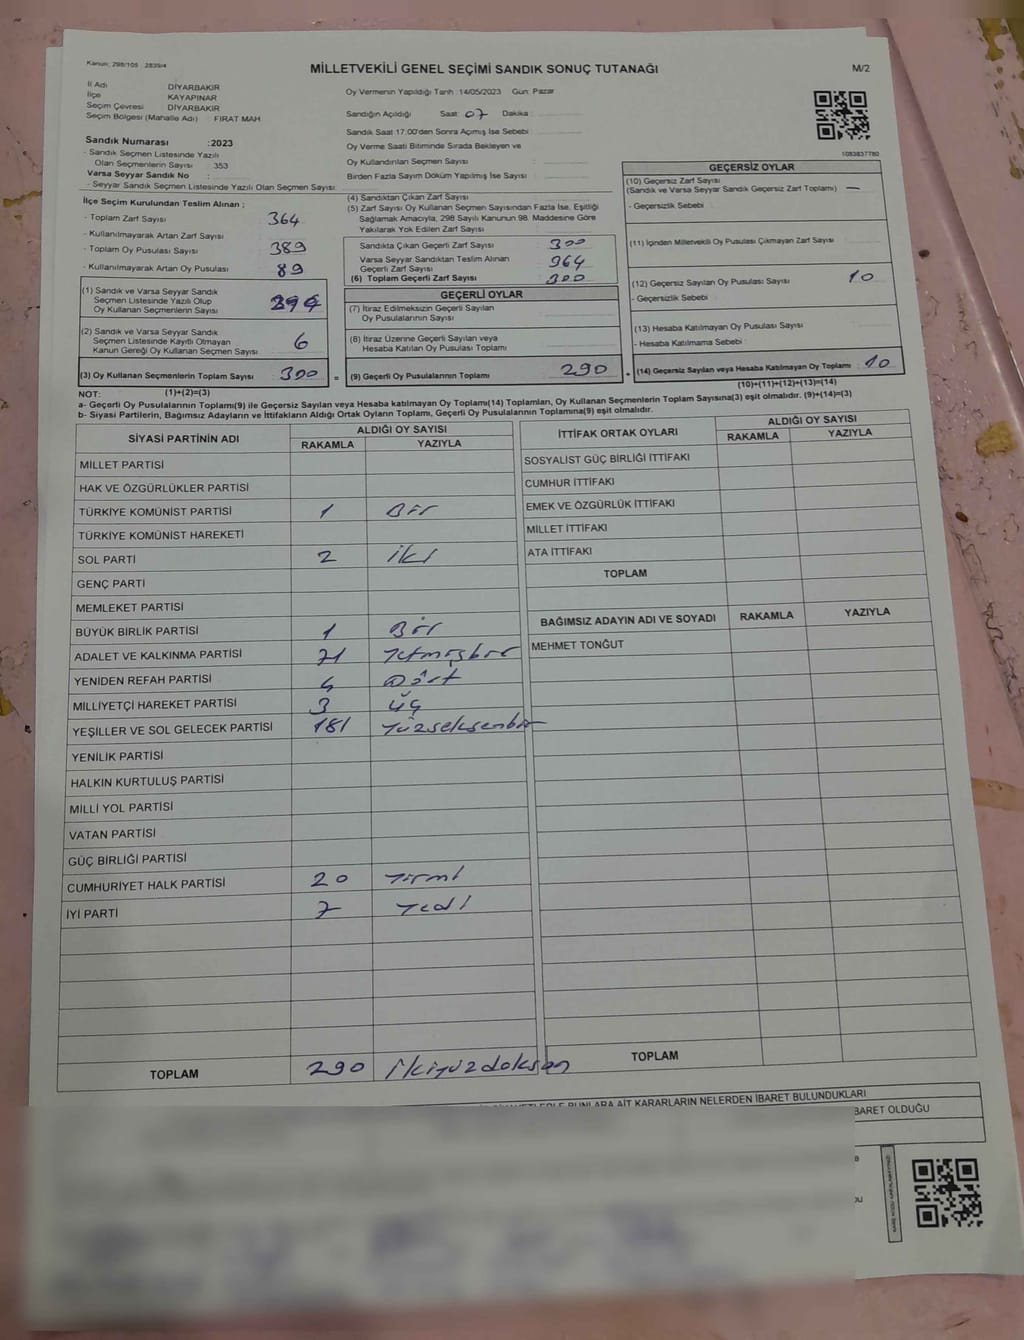 Kanun: 298/105 2839/4
MİLLETVEKİLİ GENEL SEÇİMİ SANDIK SONUÇ TUTANAĞI
M/2
İl Adı DİYARBAKIR
İlçe KAYAPINAR
Seçim Çevresi DİYARBAKIR
Seçim Bölgesi (Mahalle Adı) FIRAT MAH.
Sandık Numarası :2023
- Sandık Seçmen Listesinde Yazılı
Olan Seçmenlerin Sayısı 353
Varsa Seyyar Sandık No
- Seyyar Sandık Seçmen Listesinde Yazılı Olan Seçmen Sayısı:
Oy Vermenin Yapıldığı Tarih :14/05/2023 Gün: Pazar
Sandığın Açıldığı Saat: 07 Dakika :
Sandık Saat 17:00'den Sonra Açımış İse Sebebi :
Oy Verme Saati Bitiminde Sırada Bekleyen ve
Oy Kullandırılan Seçmen Sayısı :
Birden Fazla Sayım Döküm Yapılmış İse Sayısı :
1083837780
İlçe Seçim Kurulundan Teslim Alınan ;
- Toplam Zarf Sayısı 364
- Kullanılmayarak Artan Zarf Sayısı
- Toplam Oy Pusulası Sayısı 389
- Kullanılmayarak Artan Oy Pusulası 89
(1) Sandık ve Varsa Seyyar Sandık
Seçmen Listesinde Yazılı Olup
Oy Kullanan Seçmenlerin Sayısı
(2) Sandık ve Varsa Seyyar Sandık
Seçmen Listesinde Kayıtlı Olmayan
Kanun Gereği Oy Kullanan Seçmen Sayısı 6
(3) Oy Kullanan Seçmenlerin Toplam Sayısı 300 =
(4) Sandıktan Çıkan Zarf Sayısı
(5) Zarf Sayısı Oy Kullanan Seçmen Sayısından Fazla İse, Eşitliği
Sağlamak Amacıyla, 298 Sayılı Kanunun 98. Maddesine Göre
Yakılarak Yok Edilen Zarf Sayısı
Sandıkta Çıkan Geçerli Zarf Sayısı 300
Varsa Seyyar Sandıktan Teslim Alınan
Geçerli Zarf Sayısı 364
(6) Toplam Geçerli Zarf Sayısı 300
GEÇERLİ OYLAR
(7) İtiraz Edilmeksizin Geçerli Sayılan
Oy Pusulalarının Sayısı
(8) İtiraz Üzerine Geçerli Sayılan veya
Hesaba Katılan Oy Pusulası Toplamı
(9) Geçerli Oy Pusulalarının Toplamı 290 +
GEÇERSİZ OYLAR
(10) Geçersiz Zarf Sayısı
(Sandık ve Varsa Seyyar Sandık Geçersiz Zarf Toplamı) —
- Geçersizlik Sebebi
(11) İçinden Milletvekili Oy Pusulası Çıkmayan Zarf Sayısı
(12) Geçersiz Sayılan Oy Pusulası Sayısı 10
- Geçersizlik Sebebi
(13) Hesaba Katılmayan Oy Pusulası Sayısı
- Hesaba Katılmama Sebebi
(14) Geçersiz Sayılan veya Hesaba Katılmayan Oy Toplamı 10
NOT: (1)+(2)=(3)
(10)+(11)+(12)+(13)=(14)
a- Geçerli Oy Pusulalarının Toplamı(9) ile Geçersiz Sayılan veya Hesaba katılmayan Oy Toplamı(14) Toplamları, Oy Kullanan Seçmenlerin Toplam Sayısına(3) eşit olmalıdır. (9)+(14)=(3)
b- Siyasi Partilerin, Bağımsız Adayların ve İttifakların Aldığı Ortak Oyların Toplamı, Geçerli Oy Pusulalarının Toplamına(9) eşit olmalıdır.
SİYASİ PARTİNİN ADI ALDIĞI OY SAYISI
RAKAMLA YAZIYLA
MİLLET PARTİSİ
HAK VE ÖZGÜRLÜKLER PARTİSİ
TÜRKİYE KOMÜNİST PARTİSİ 1 Bir
TÜRKİYE KOMÜNİST HAREKETİ
SOL PARTİ 2 iki
GENÇ PARTİ
MEMLEKET PARTİSİ
BÜYÜK BİRLİK PARTİSİ 1 Bir
ADALET VE KALKINMA PARTİSİ 71 Yetmişbir
YENİDEN REFAH PARTİSİ 4 Dört
MİLLİYETÇİ HAREKET PARTİSİ 3 üç
YEŞİLLER VE SOL GELECEK PARTİSİ 181 Yüzseksenbir
YENİLİK PARTİSİ
HALKIN KURTULUŞ PARTİSİ
MİLLİ YOL PARTİSİ
VATAN PARTİSİ
GÜÇ BİRLİĞİ PARTİSİ
CUMHURİYET HALK PARTİSİ 20 Yirmi
İYİ PARTİ 7 Yedi
TOPLAM 290 İkiyüzdoksan
İTTİFAK ORTAK OYLARI ALDIĞI OY SAYISI
RAKAMLA YAZIYLA
SOSYALİST GÜÇ BİRLİĞİ İTTİFAKI
CUMHUR İTTİFAKI
EMEK VE ÖZGÜRLÜK İTTİFAKI
MİLLET İTTİFAKI
ATA İTTİFAKI
TOPLAM
BAĞIMSIZ ADAYIN ADI VE SOYADI RAKAMLA YAZIYLA
MEHMET TONĞUT
TOPLAM
BUNLARA AİT KARARLARIN NELERDEN İBARET BULUNDUKLARI
BARET OLDUĞU